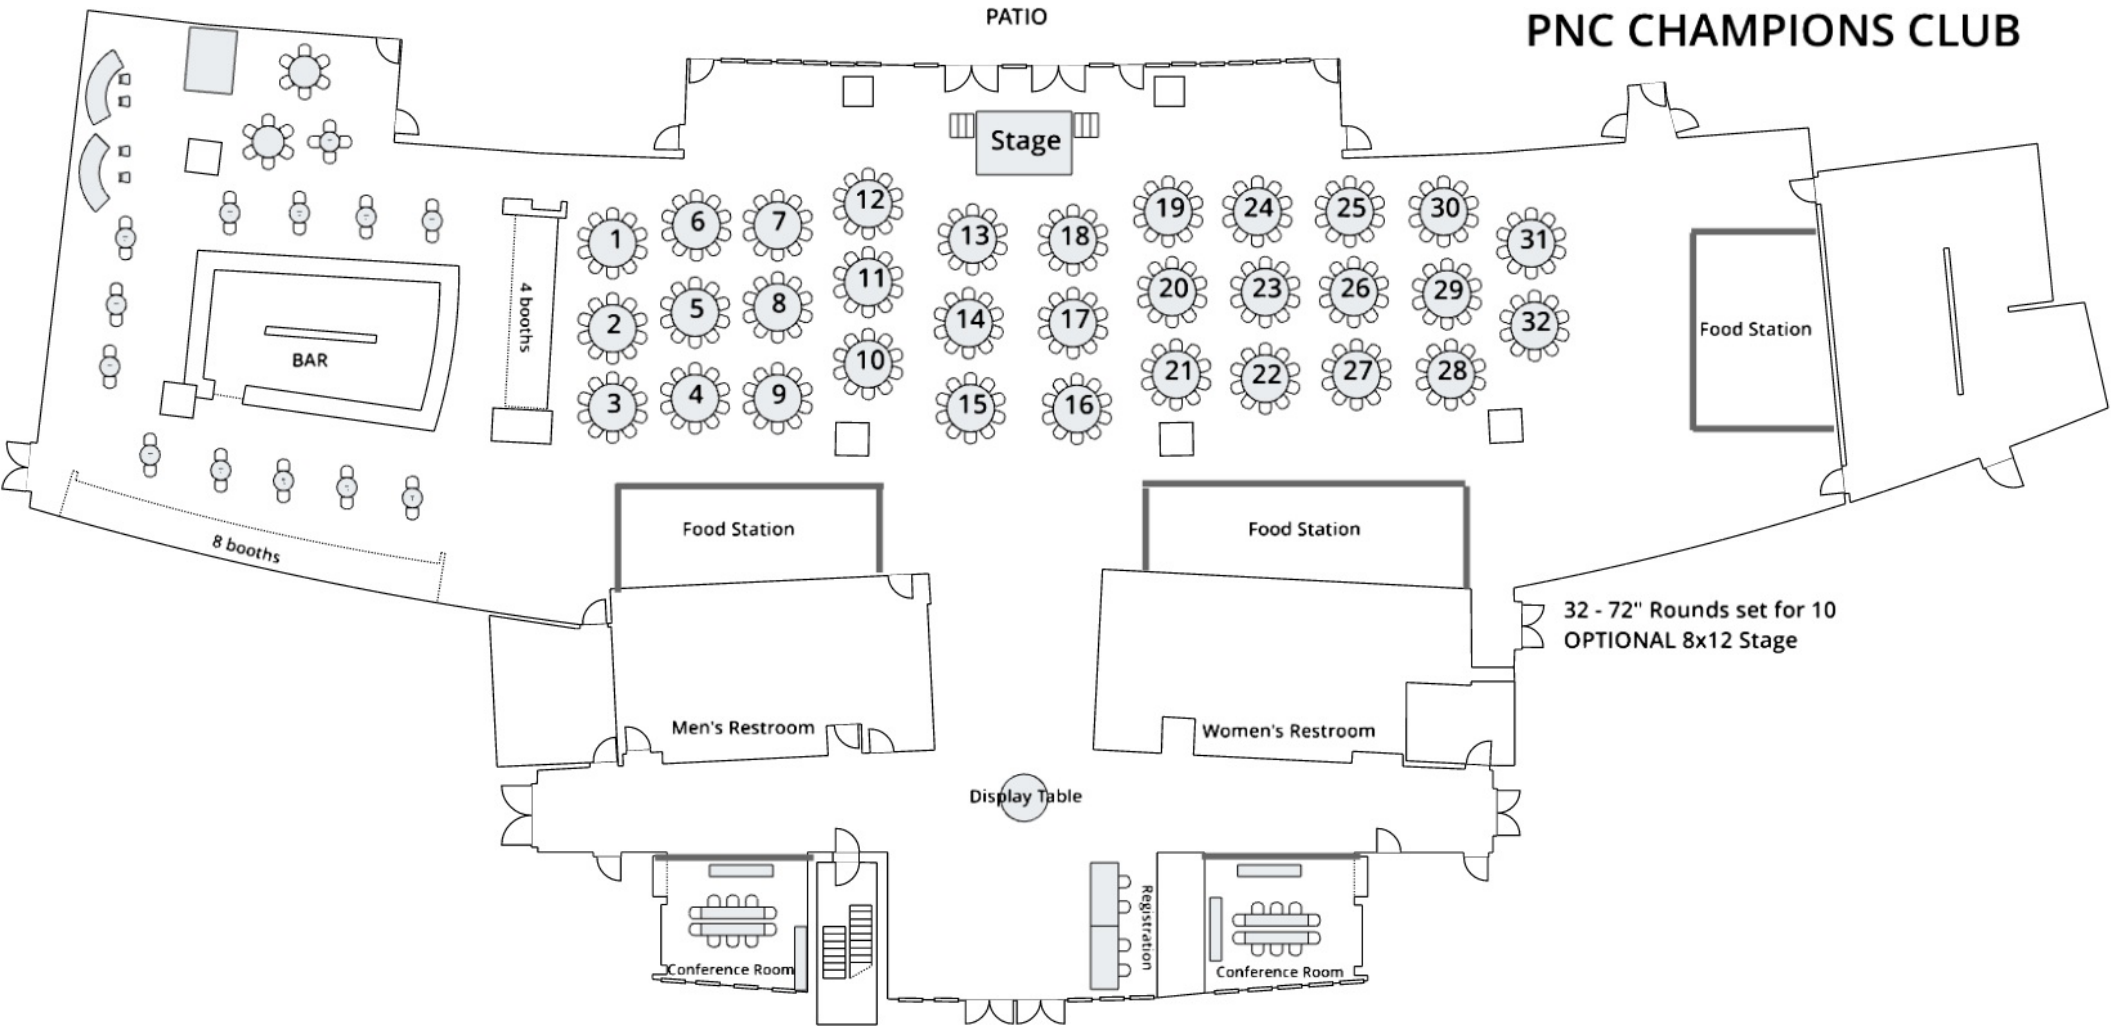 PATIO
PNC CHAMPIONS CLUB
Stage
12
19
24
25
30
6
7
1
13
18
31
11
20
23
26
29
5
8
2
14
17
32
4 booths
Food Station
BAR
10
21
22
27
28
3
4
9
15
16
Food Station
Food Station
8 booths
32 - 72" Rounds set for 10
OPTIONAL 8x12 Stage
Men's Restroom
Women's Restroom
Display Table
Registration
Conference Room
Conference Room